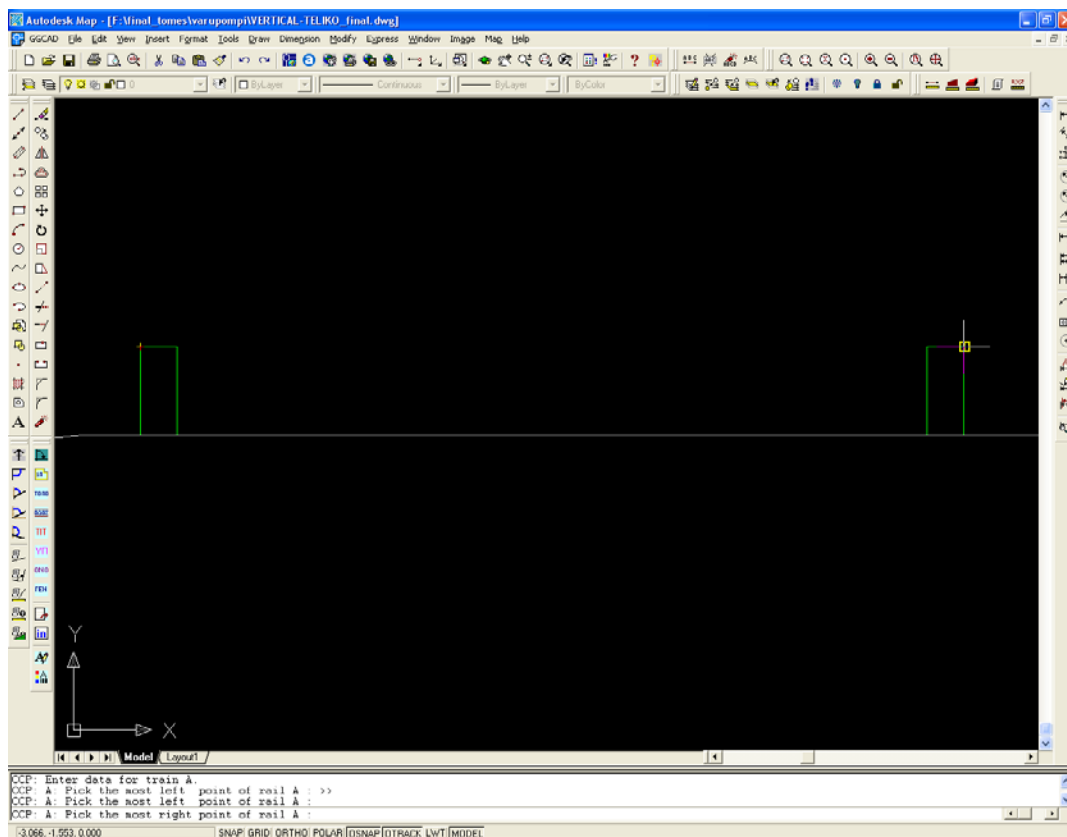 Autodesk Map - [F:\final_tomes\varupompi\VERTICAL-TELIKO_final.dwg]
GGCAD File Edit View Insert Format Tools Draw Dimension Modify Express Window Image Map Help
0 ByLayer Continuous ByLayer ByColor
A
TIT
in
Y
X
Model Layout1
CCP: Enter data for train A.
CCP: A: Pick the most left point of rail A : >>
CCP: A: Pick the most left point of rail A :
CCP: A: Pick the most right point of rail A :
-3.066, -1.553, 0.000 SNAP GRID ORTHO POLAR OSNAP OTRACK LWT MODEL